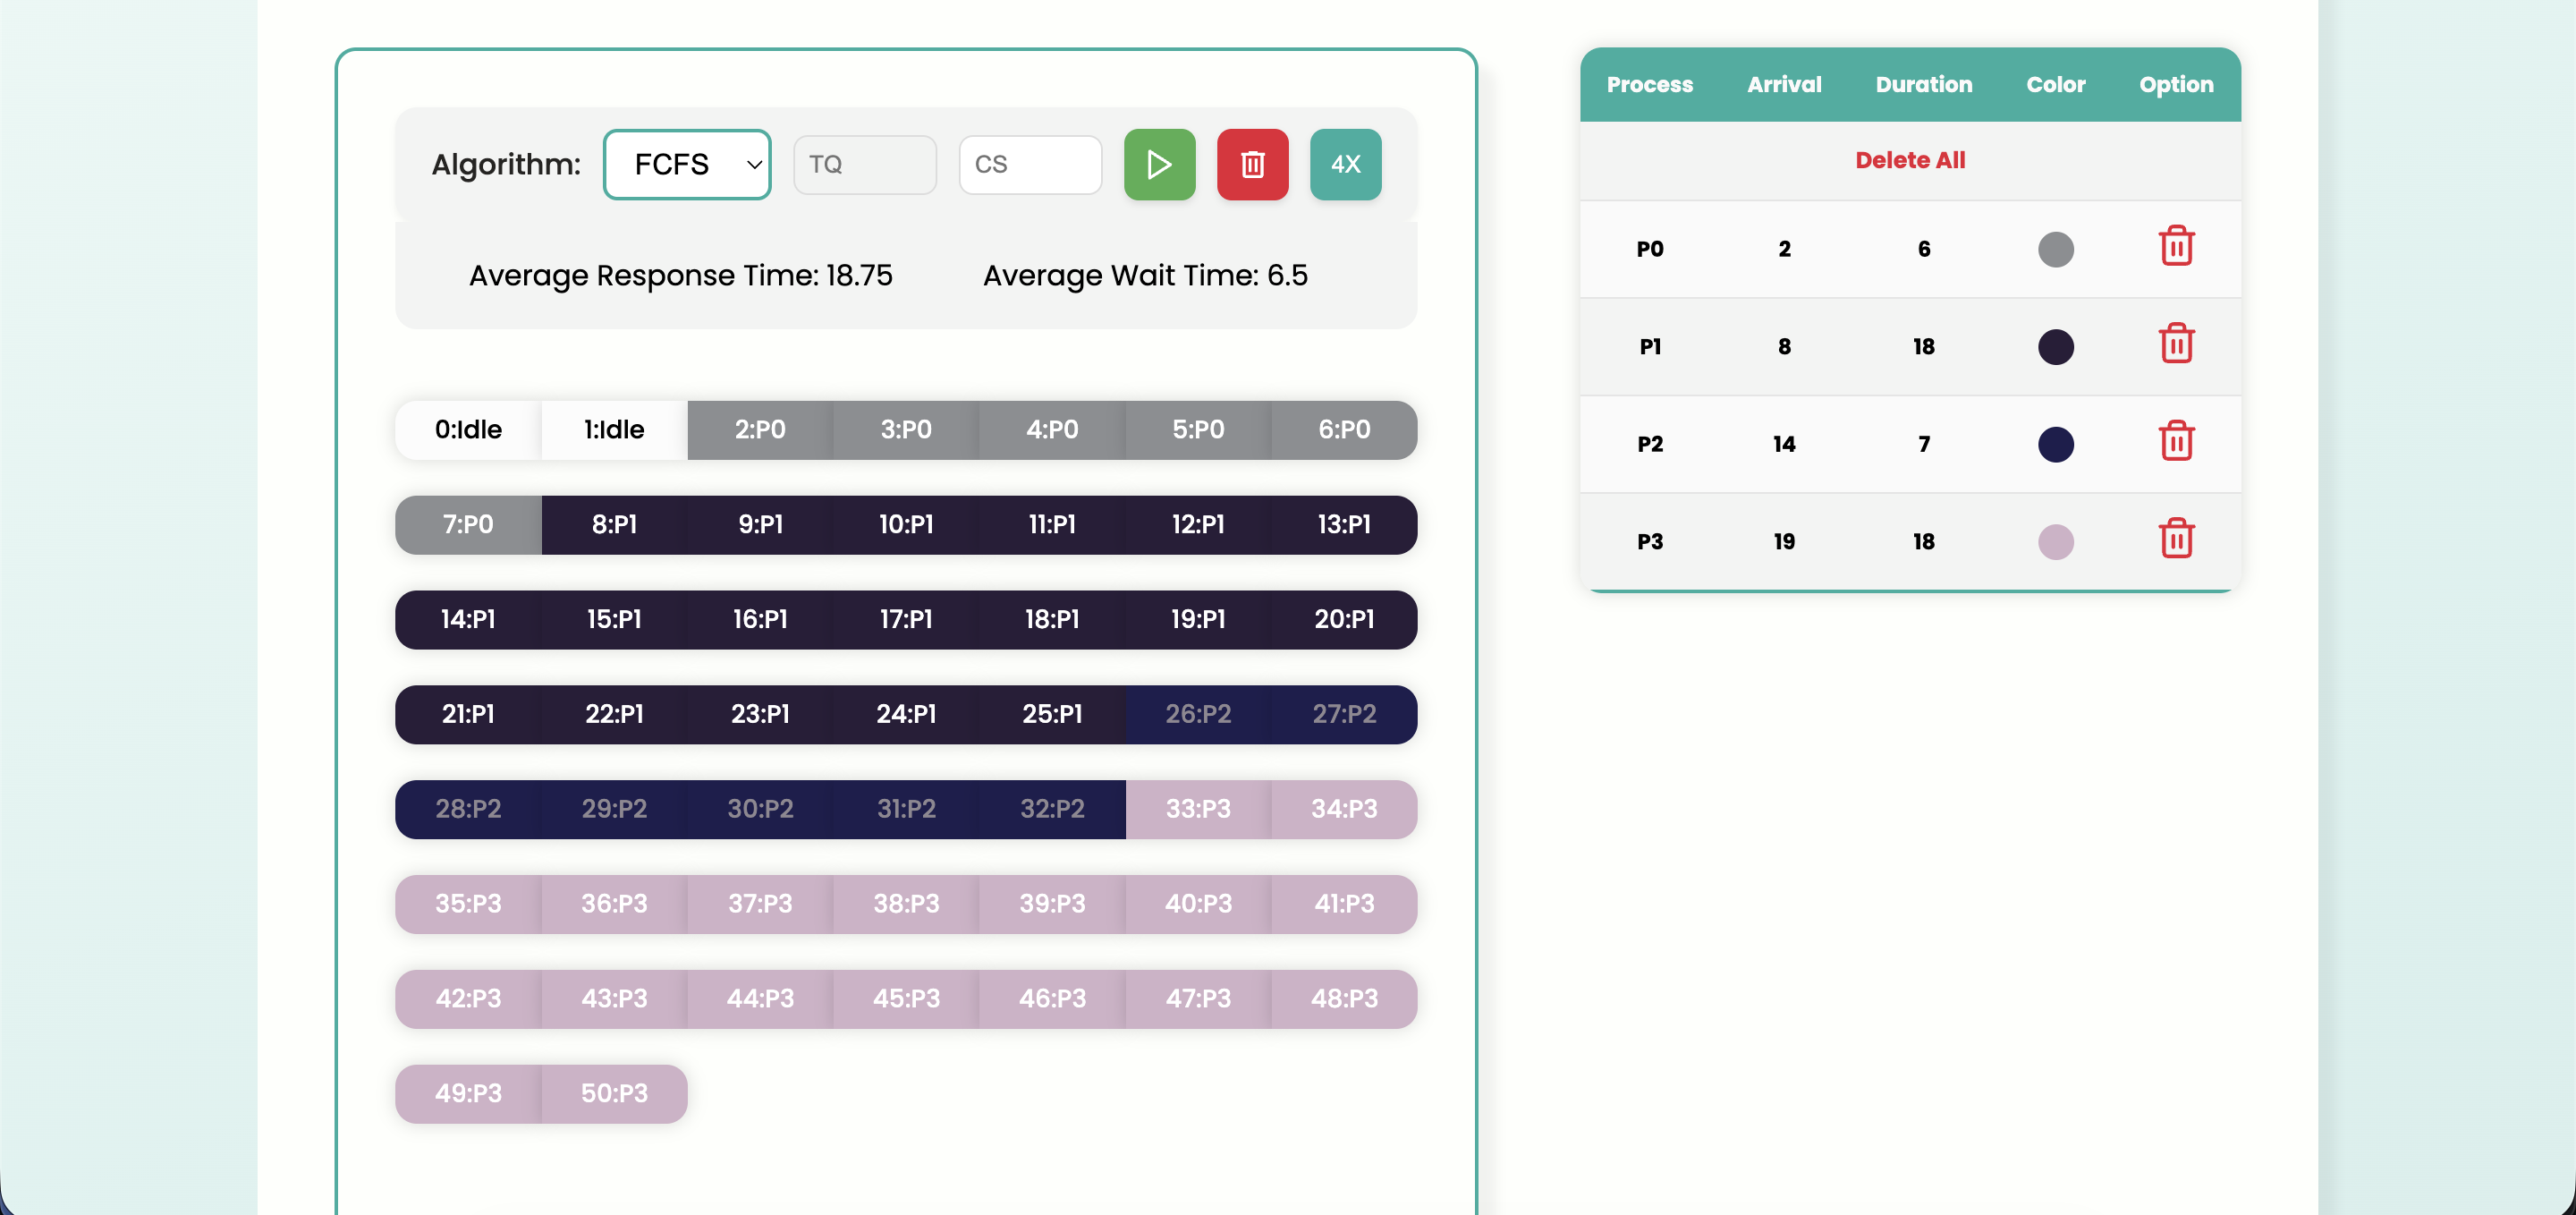 Algorithm: FCFS TQ CS 4X
Average Response Time: 18.75 Average Wait Time: 6.5
0:Idle 1:Idle 2:P0 3:P0 4:P0 5:P0 6:P0
7:P0 8:P1 9:P1 10:P1 11:P1 12:P1 13:P1
14:P1 15:P1 16:P1 17:P1 18:P1 19:P1 20:P1
21:P1 22:P1 23:P1 24:P1 25:P1 26:P2 27:P2
28:P2 29:P2 30:P2 31:P2 32:P2 33:P3 34:P3
35:P3 36:P3 37:P3 38:P3 39:P3 40:P3 41:P3
42:P3 43:P3 44:P3 45:P3 46:P3 47:P3 48:P3
49:P3 50:P3
Process Arrival Duration Color Option
Delete All
P0 2 6
P1 8 18
P2 14 7
P3 19 18